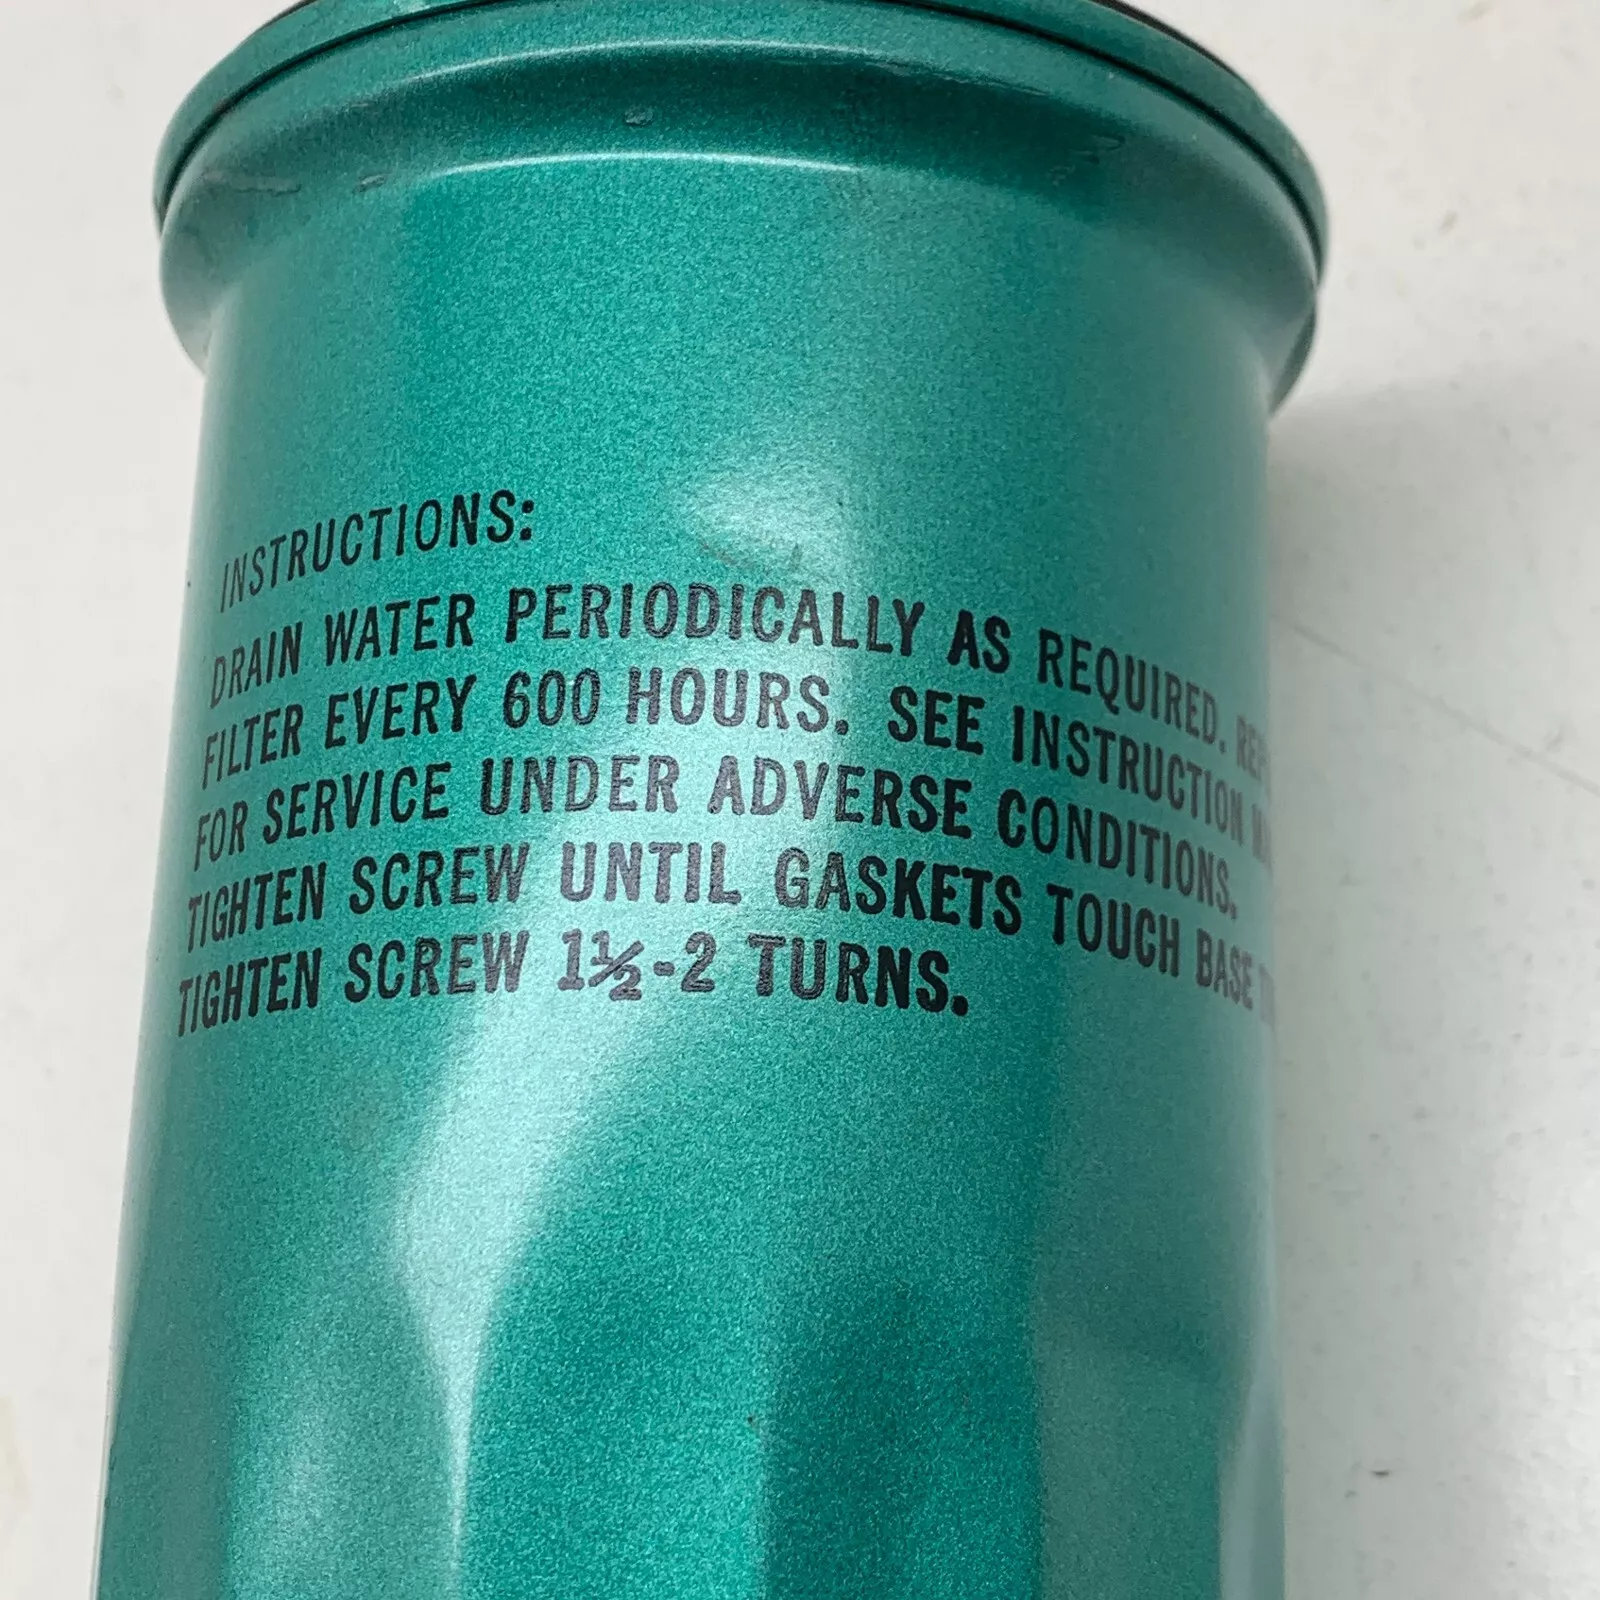 INSTRUCTIONS:
DRAIN WATER PERIODICALLY AS REQUIRED.
FILTER EVERY 600 HOURS. SEE INSTRUCTION
FOR SERVICE UNDER ADVERSE CONDITIONS.
TIGHTEN SCREW UNTIL GASKETS TOUCH BASE
TIGHTEN SCREW 1½-2 TURNS.